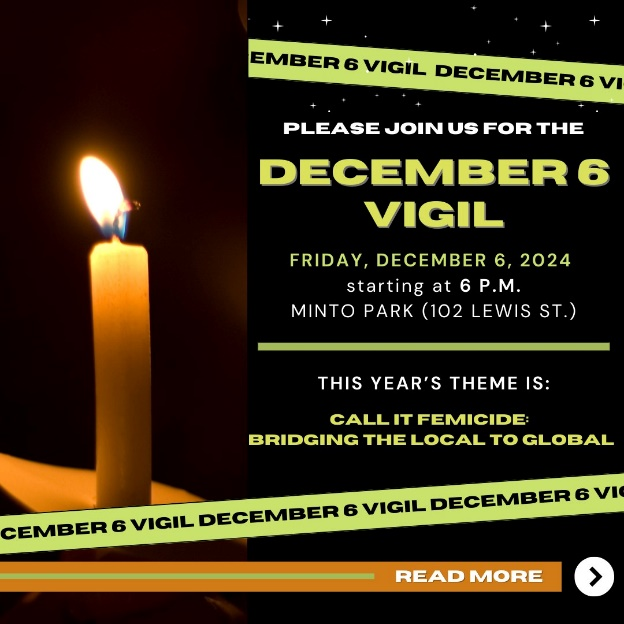 EMBER 6 VIGIL DECEMBER 6 VI
PLEASE JOIN US FOR THE
DECEMBER 6
VIGIL
FRIDAY, DECEMBER 6, 2024
starting at 6 P.M.
MINTO PARK (102 LEWIS ST.)
THIS YEAR'S THEME IS:
CALL IT FEMICIDE:
BRIDGING THE LOCAL TO GLOBAL
CEMBER 6 VIGIL DECEMBER 6 VIGIL DECEMBER 6 VIG
READ MORE